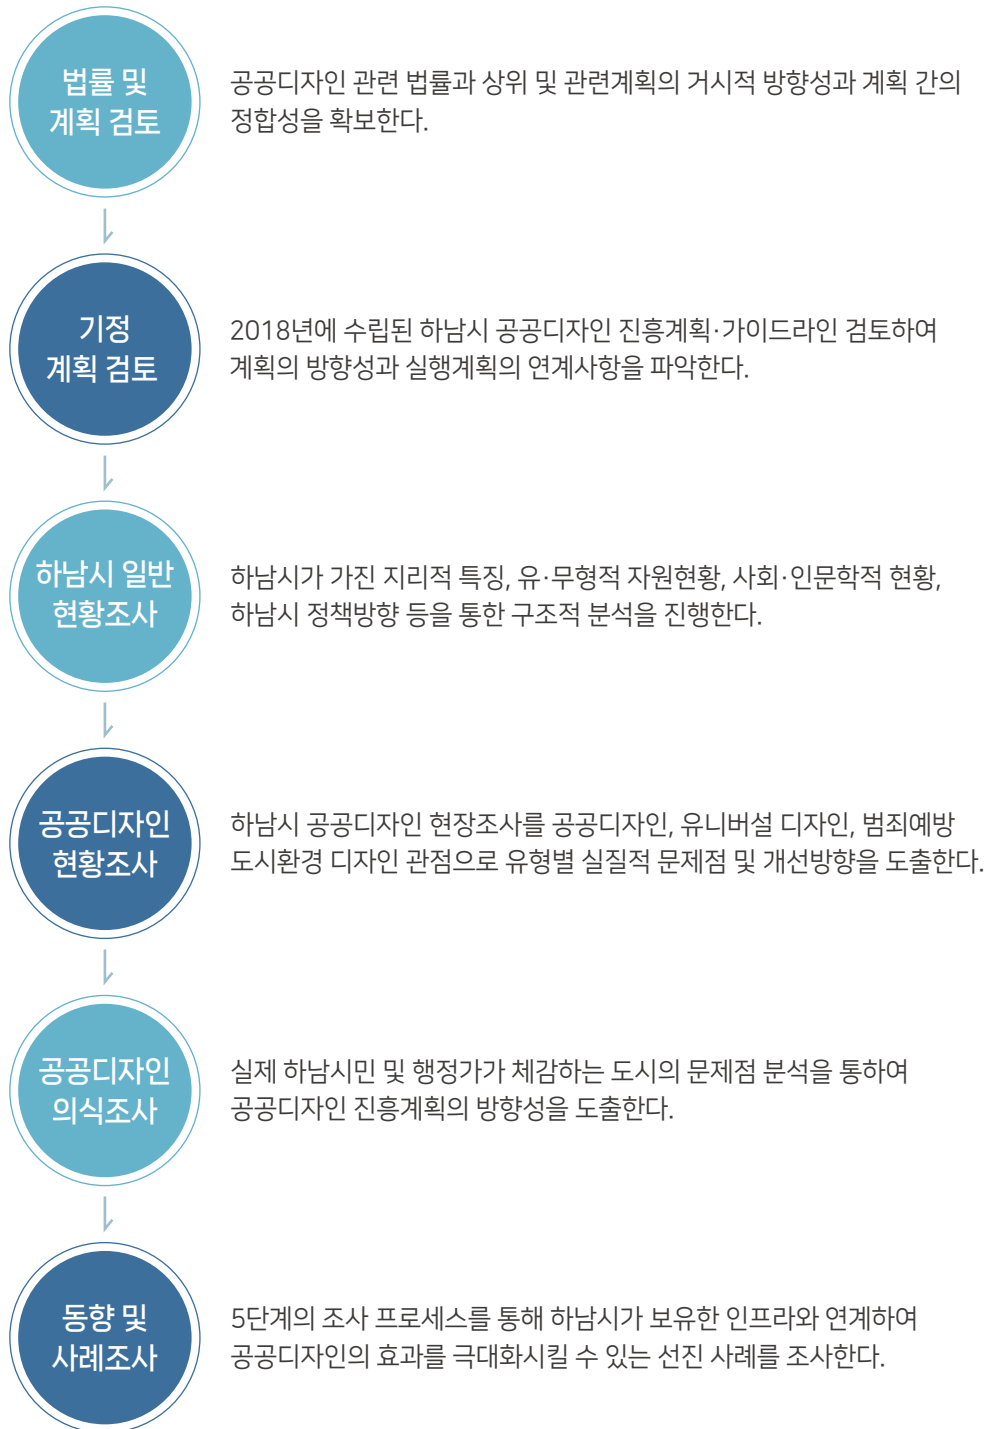 법률 및
계획 검토
공공디자인 관련 법률과 상위 및 관련계획의 거시적 방향성과 계획 간의
정합성을 확보한다.
기정
계획 검토
2018년에 수립된 하남시 공공디자인 진흥계획·가이드라인 검토하여
계획의 방향성과 실행계획의 연계사항을 파악한다.
하남시 일반
현황조사
하남시가 가진 지리적 특징, 유·무형적 자원현황, 사회·인문학적 현황,
하남시 정책방향 등을 통한 구조적 분석을 진행한다.
공공디자인
현황조사
하남시 공공디자인 현장조사를 공공디자인, 유니버설 디자인, 범죄예방
도시환경 디자인 관점으로 유형별 실질적 문제점 및 개선방향을 도출한다.
공공디자인
의식조사
실제 하남시민 및 행정가가 체감하는 도시의 문제점 분석을 통하여
공공디자인 진흥계획의 방향성을 도출한다.
동향 및
사례조사
5단계의 조사 프로세스를 통해 하남시가 보유한 인프라와 연계하여
공공디자인의 효과를 극대화시킬 수 있는 선진 사례를 조사한다.